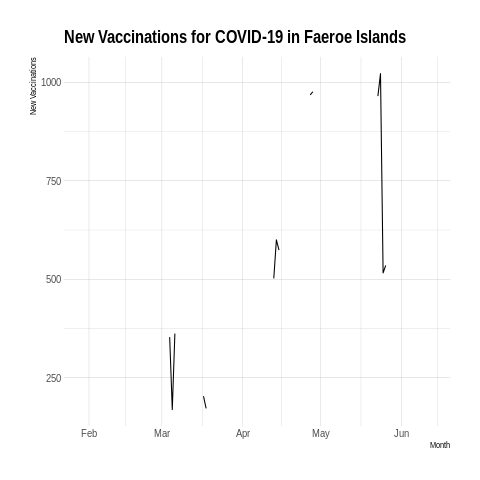 New Vaccinations for COVID-19 in Faeroe Islands
New Vaccinations
1000
750
500
250
Feb Mar Apr May Jun
Month